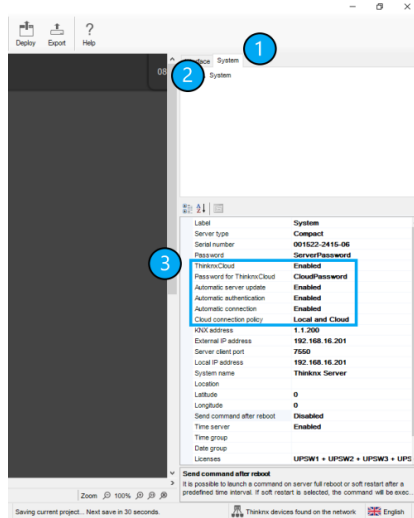 Deploy Export Help
1
System
08
2 System
3
Label System
Server type Compact
Serial number 001522-2415-06
Password ServerPassword
ThinknxCloud Enabled
Password for ThinknxCloud CloudPassword
Automatic server update Enabled
Automatic authentication Enabled
Automatic connection Enabled
Cloud connection policy Local and Cloud
KNX address 1.1.200
External IP address 192.168.16.201
Server client port 7550
Local IP address 192.168.16.201
System name Thinknx Server
Location
Latitude 0
Longitude 0
Send command after reboot Disabled
Time server Enabled
Time group
Date group
Licenses UPSW1 + UPSW2 + UPSW3 + UPS
Send command after reboot
It is possible to launch a command on server full reboot or soft restart after a
predefined time interval. If soft restart is selected, the command will be exec...
Zoom 100%
Saving current project... Next save in 30 seconds. Thinknx devices found on the network English